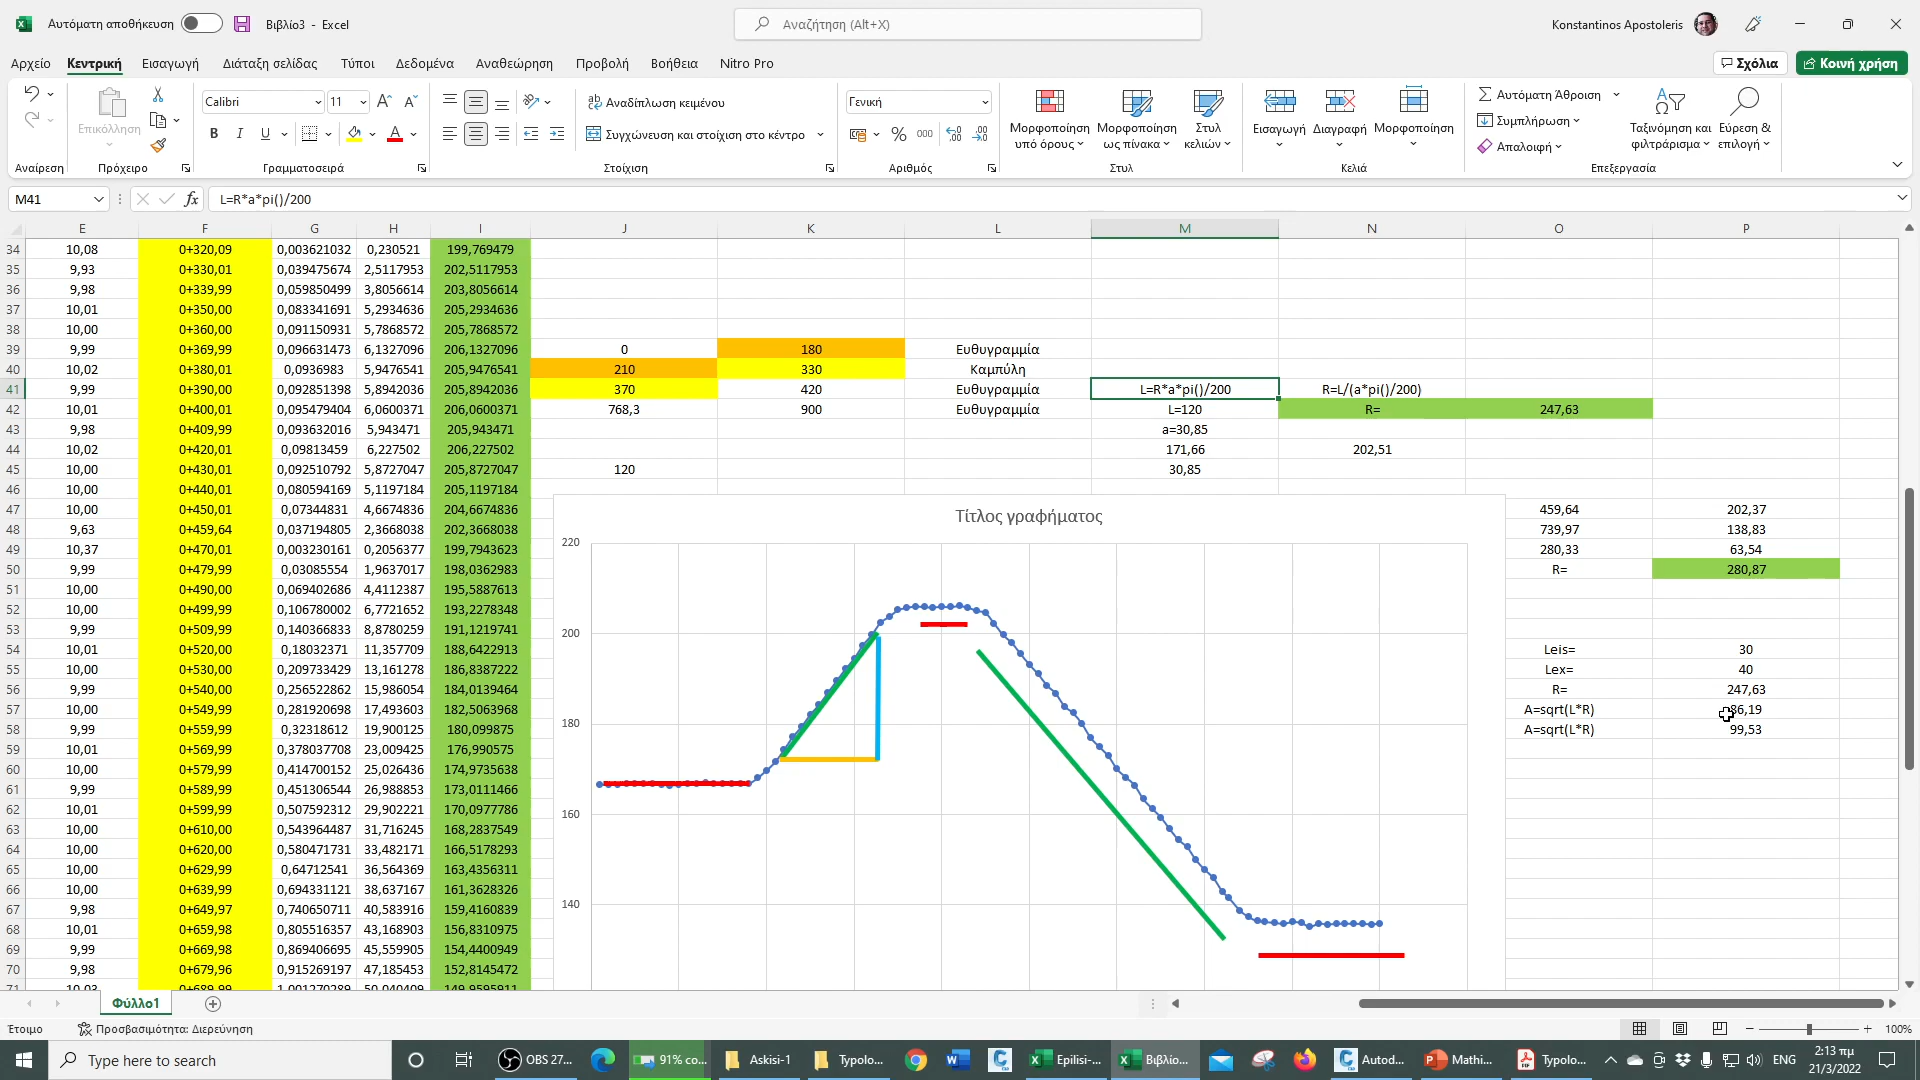 Αυτόματη αποθήκευση Βιβλίο3 - Excel Αναζήτηση (Alt+X) Konstantinos Apostoleris
Αρχείο Κεντρική Εισαγωγή Διάταξη σελίδας Τύποι Δεδομένα Αναθεώρηση Προβολή Βοήθεια Nitro Pro Σχόλια Κοινή χρήση
Επικόλληση Calibri 11 Αναδίπλωση κειμένου Γενική Μορφοποίηση υπό όρους Μορφοποίηση ως πίνακα Στυλ κελιών Εισαγωγή Διαγραφή Μορφοποίηση Αυτόματη Άθροιση Ταξινόμηση και φιλτράρισμα Εύρεση & επιλογή
B I U Συγχώνευση και στοίχιση στο κέντρο % 000 Συμπλήρωση
Απαλοιφή
Αναίρεση Πρόχειρο Γραμματοσειρά Στοίχιση Αριθμός Στυλ Κελιά Επεξεργασία
M41 fx L=R*a*pi()/200
E F G H I J K L M N O P
34 10,08 0+320,09 0,003621032 0,230521 199,769479
35 9,93 0+330,01 0,039475674 2,5117953 202,5117953
36 9,98 0+339,99 0,059850499 3,8056614 203,8056614
37 10,01 0+350,00 0,083341691 5,2934636 205,2934636
38 10,00 0+360,00 0,091150931 5,7868572 205,7868572
39 9,99 0+369,99 0,096631473 6,1327096 206,1327096 0 180 Ευθυγραμμία
40 10,02 0+380,01 0,0936983 5,9476541 205,9476541 210 330 Καμπύλη
41 9,99 0+390,00 0,092851398 5,8942036 205,8942036 370 420 Ευθυγραμμία L=R*a*pi()/200 R=L/(a*pi()/200)
42 10,01 0+400,01 0,095479404 6,0600371 206,0600371 768,3 900 Ευθυγραμμία L=120 R= 247,63
43 9,98 0+409,99 0,093632016 5,943471 205,943471 a=30,85
44 10,02 0+420,01 0,09813459 6,227502 206,227502 171,66 202,51
45 10,00 0+430,01 0,092510792 5,8727047 205,8727047 120 30,85
46 10,00 0+440,01 0,080594169 5,1197184 205,1197184
47 10,00 0+450,01 0,07344831 4,6674836 204,6674836 459,64 202,37
48 9,63 0+459,64 0,037194805 2,3668038 202,3668038 739,97 138,83
49 10,37 0+470,01 0,003230161 0,2056377 199,7943623 280,33 63,54
50 9,99 0+479,99 0,03085554 1,9637017 198,0362983 R= 280,87
51 10,00 0+490,00 0,069402686 4,4112387 195,5887613
52 10,00 0+499,99 0,106780002 6,7721652 193,2278348
53 9,99 0+509,99 0,140366833 8,8780259 191,1219741
54 10,01 0+520,00 0,18032371 11,357709 188,6422913 Leis= 30
55 10,00 0+530,00 0,209733429 13,161278 186,8387222 Lex= 40
56 9,99 0+540,00 0,256522862 15,986054 184,0139464 R= 247,63
57 10,00 0+549,99 0,281920698 17,493603 182,5063968 A=sqrt(L*R) 86,19
58 9,99 0+559,99 0,32318612 19,900125 180,099875 A=sqrt(L*R) 99,53
59 10,01 0+569,99 0,378037708 23,009425 176,990575
60 10,00 0+579,99 0,414700152 25,026436 174,9735638
61 9,99 0+589,99 0,451306544 26,988853 173,0111466
62 10,01 0+599,99 0,507592312 29,902221 170,0977786
63 10,00 0+610,00 0,543964487 31,716245 168,2837549
64 10,00 0+620,00 0,580471731 33,482171 166,5178293
65 10,00 0+629,99 0,64712541 36,564369 163,4356311
66 10,00 0+639,99 0,694331121 38,637167 161,3628326
67 9,98 0+649,97 0,740650711 40,583916 159,4160839
68 10,01 0+659,98 0,805516357 43,168903 156,8310975
69 9,99 0+669,98 0,869406695 45,559905 154,4400949
70 9,98 0+679,96 0,915269197 47,185453 152,8145472
Τίτλος γραφήματος
220
200
180
160
140
Φύλλο1
Έτοιμο Προσβασιμότητα: Διερεύνηση 100%
Type here to search OBS 27... 91% co... Askisi-1 Typolo... Epilisi-... Βιβλίο... Autod... Mathi... Typolo... ENG 2:13 πμ
21/3/2022